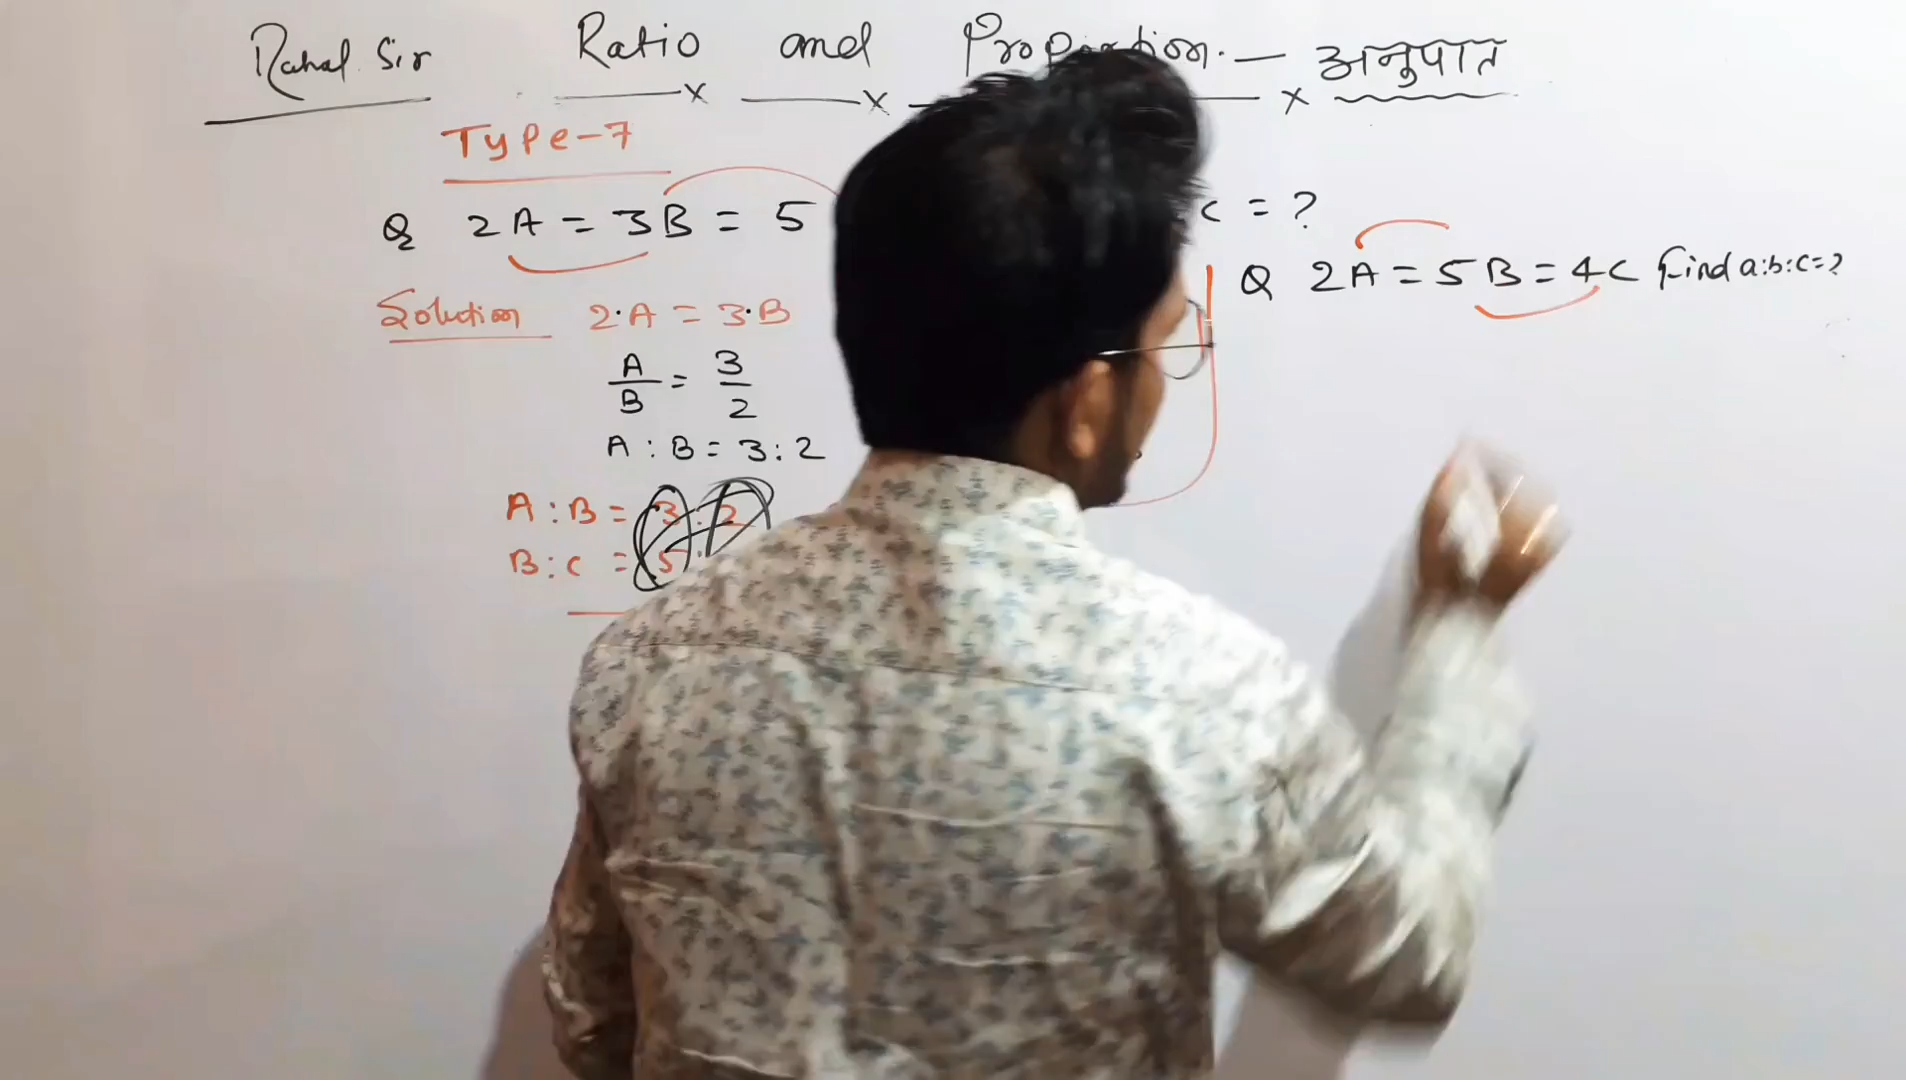 Rahul Sir Ratio and Proportion. — अनुपात
Type-7
Q 2A = 3B = 5
c = ?
Solution 2·A = 3·B
A/B = 3/2
A : B = 3 : 2
A : B = 3 : 2
B : C = 5
Q 2A = 5B = 4C Find a:b:c=?